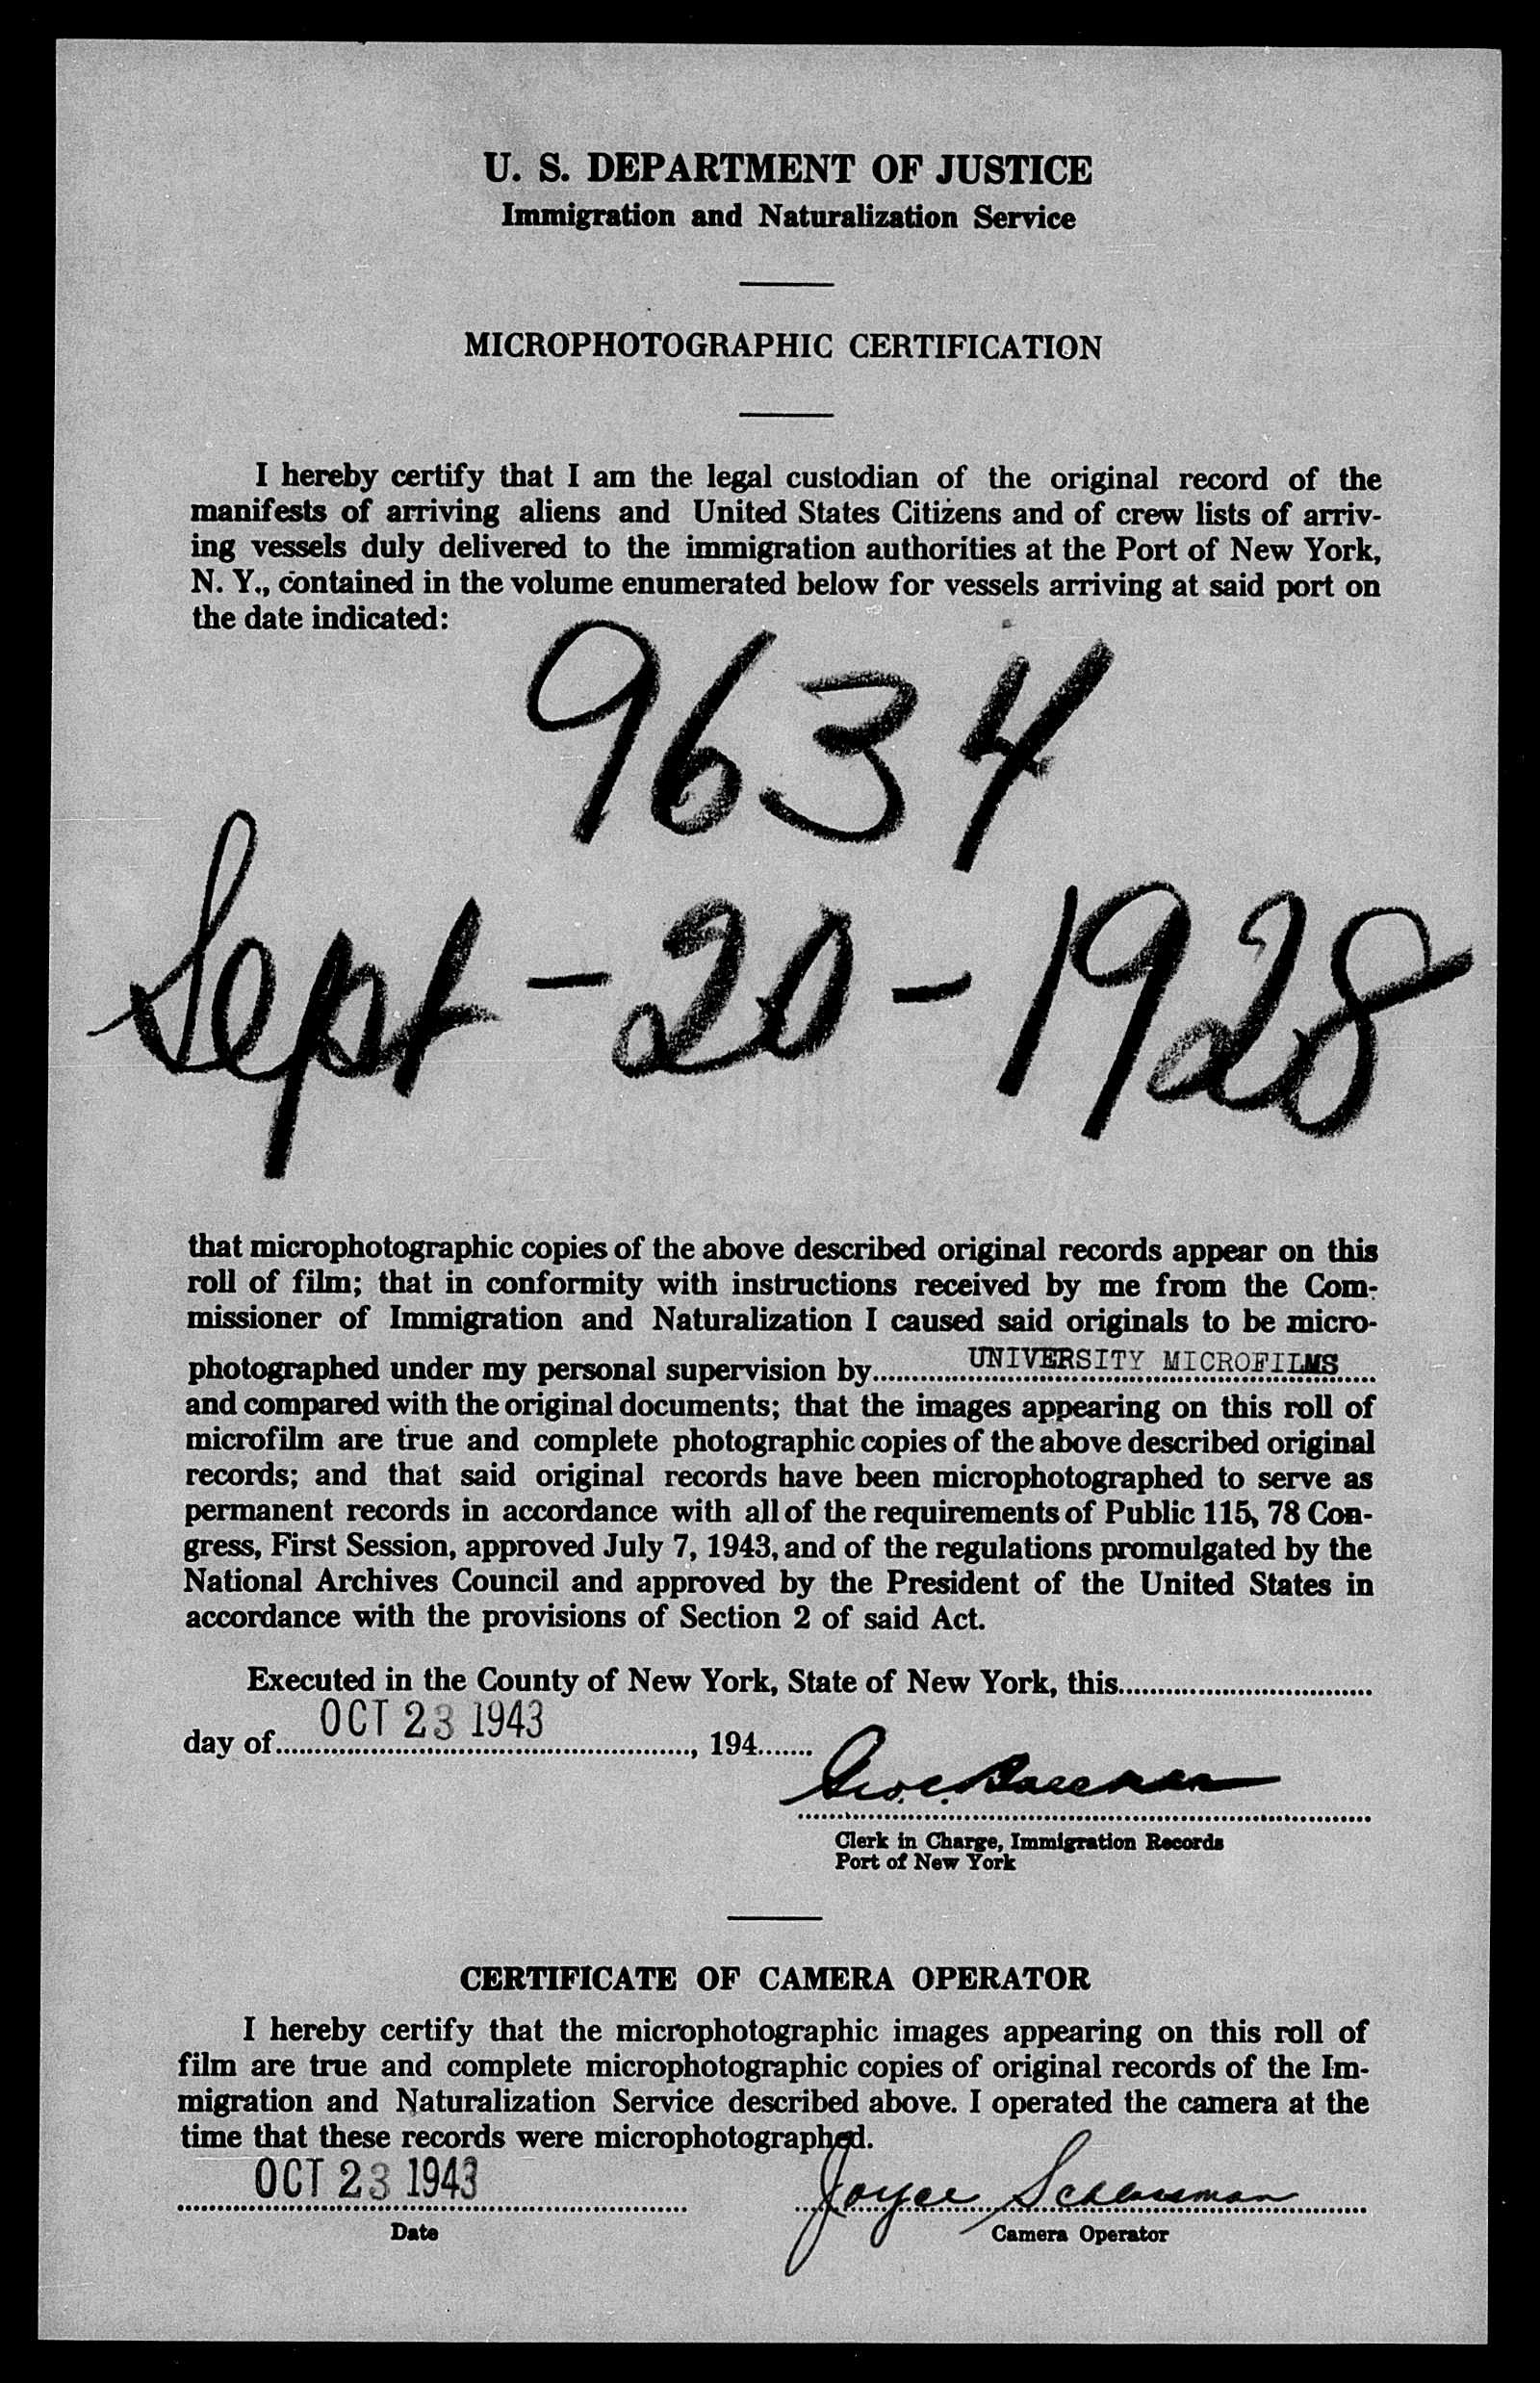 U. S. DEPARTMENT OF JUSTICE
Immigration and Naturalization Service
MICROPHOTOGRAPHIC CERTIFICATION
I hereby certify that I am the legal custodian of the original record of the
manifests of arriving aliens and United States Citizens and of crew lists of arriv-
ing vessels duly delivered to the immigration authorities at the Port of New York,
N. Y., contained in the volume enumerated below for vessels arriving at said port on
the date indicated:
9634
Sept - 20 - 1928
that microphotographic copies of the above described original records appear on this
roll of film; that in conformity with instructions received by me from the Com-
missioner of Immigration and Naturalization I caused said originals to be micro-
photographed under my personal supervision by UNIVERSITY MICROFILMS
and compared with the original documents; that the images appearing on this roll of
microfilm are true and complete photographic copies of the above described original
records; and that said original records have been microphotographed to serve as
permanent records in accordance with all of the requirements of Public 115, 78 Con-
gress, First Session, approved July 7, 1943, and of the regulations promulgated by the
National Archives Council and approved by the President of the United States in
accordance with the provisions of Section 2 of said Act.
Executed in the County of New York, State of New York, this
day of OCT 23 1943, 194
Clerk in Charge, Immigration Records
Port of New York
CERTIFICATE OF CAMERA OPERATOR
I hereby certify that the microphotographic images appearing on this roll of
film are true and complete microphotographic copies of original records of the Im-
migration and Naturalization Service described above. I operated the camera at the
time that these records were microphotographed.
OCT 23 1943 Joyce
Date Camera Operator